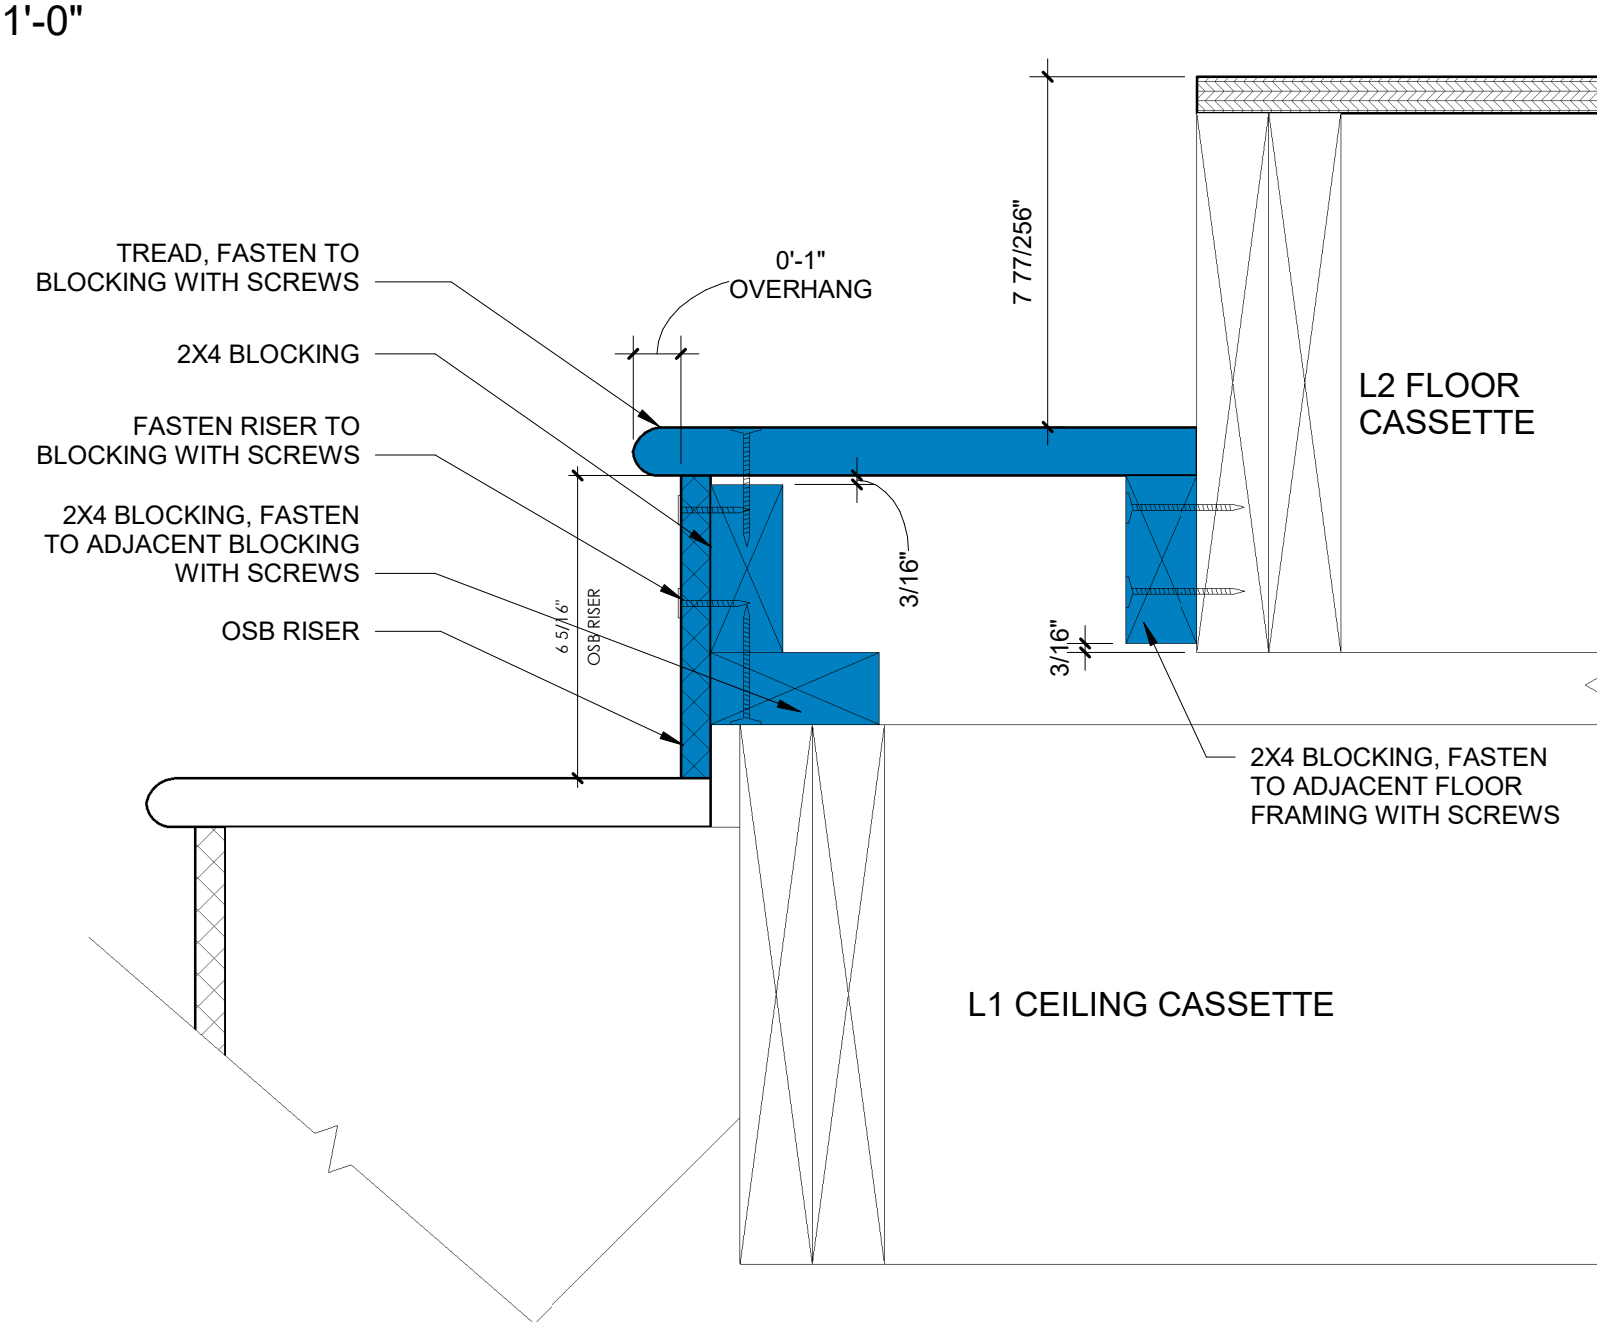 1'-0"
7 77/256"
TREAD, FASTEN TO
BLOCKING WITH SCREWS
0'-1"
OVERHANG
2X4 BLOCKING
L2 FLOOR
CASSETTE
FASTEN RISER TO
BLOCKING WITH SCREWS
2X4 BLOCKING, FASTEN
TO ADJACENT BLOCKING
WITH SCREWS
3/16"
6 5/16"
OSB RISER
OSB RISER
3/16"
2X4 BLOCKING, FASTEN
TO ADJACENT FLOOR
FRAMING WITH SCREWS
L1 CEILING CASSETTE